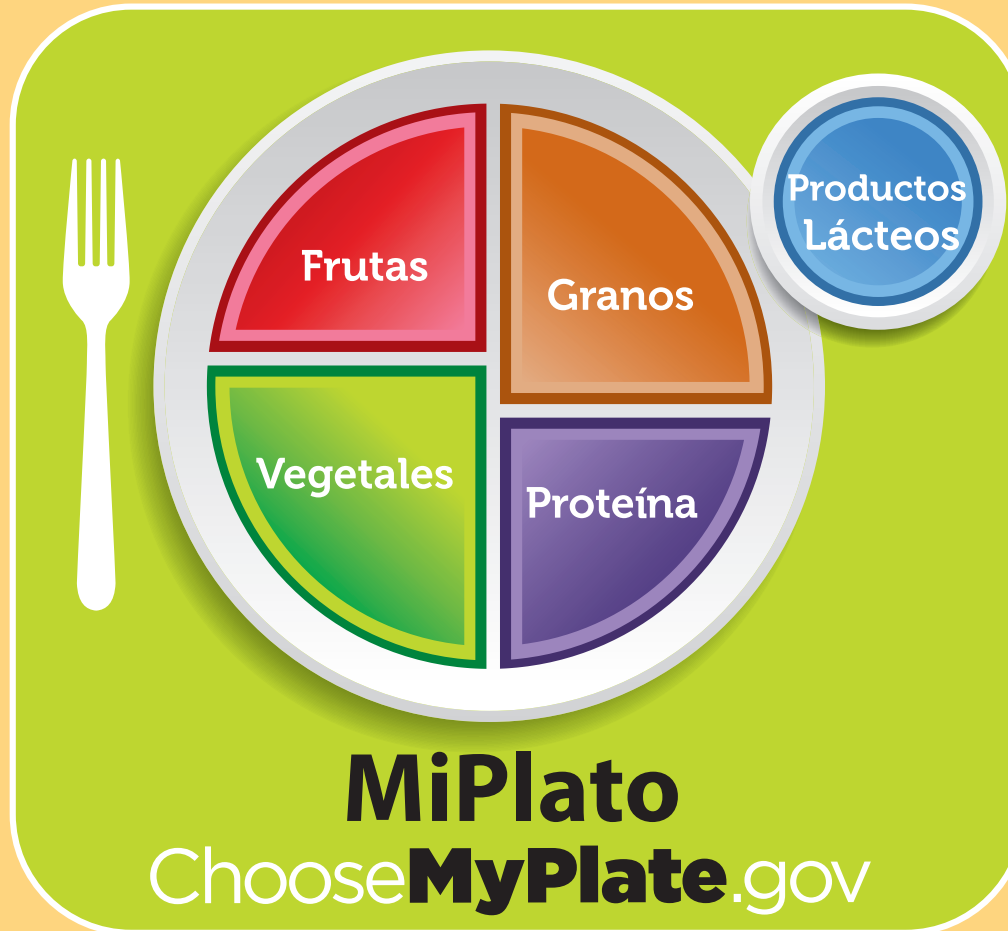 Frutas
Granos
Productos
Lácteos
Vegetales
Proteína
MiPlato
ChooseMyPlate.gov